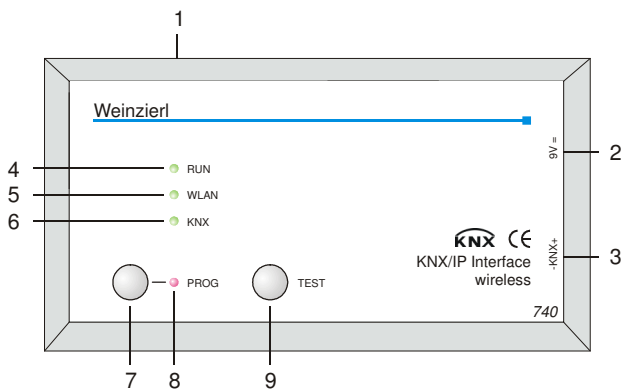 1
Weinzierl
9V =
2
4
RUN
5
WLAN
6
KNX
KNX CE
-KNX+
3
KNX/IP Interface
wireless
PROG
TEST
740
7
8
9